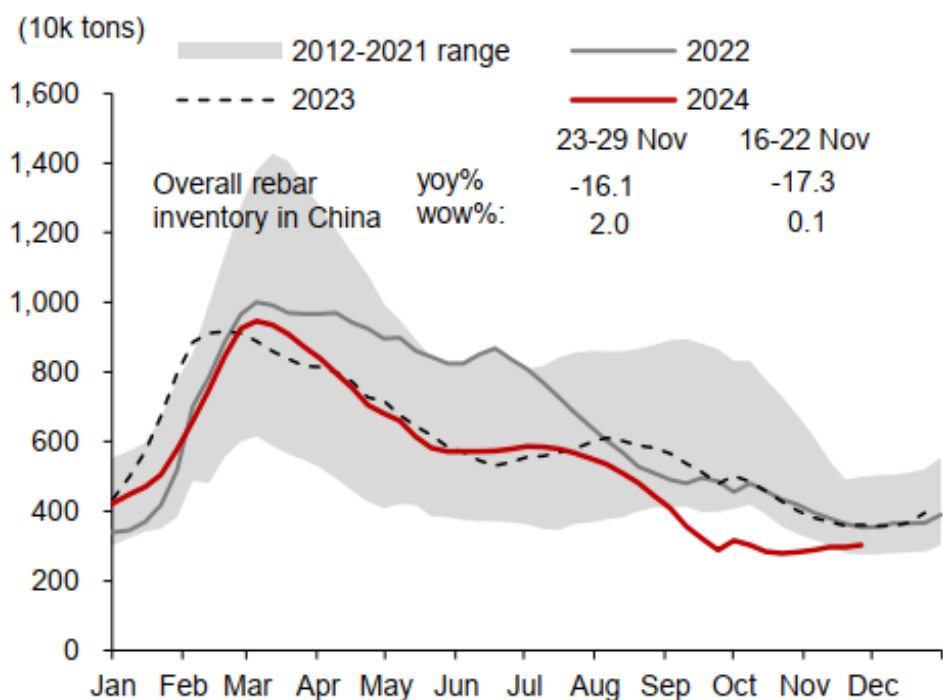 (10k tons)
2012-2021 range
2022
2023
2024
23-29 Nov 16-22 Nov
Overall rebar yoy% -16.1 -17.3
inventory in China wow%: 2.0 0.1
1,600
1,400
1,200
1,000
800
600
400
200
0
Jan Feb Mar Apr May Jun Jul Aug Sep Oct Nov Dec